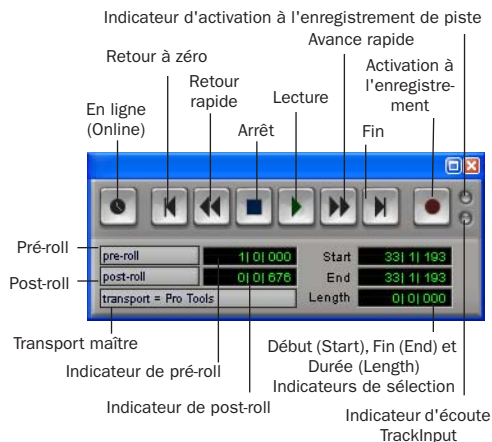 Indicateur d'activation à l'enregistrement de piste
Avance rapide
Retour à zéro
Activation à
l'enregistre-
ment
Retour
rapide
Lecture
En ligne
(Online)
Arrêt
Fin
Pré-roll
pre-roll
1| 0| 000
Start
33| 1| 193
Post-roll
post-roll
0| 0| 676
End
33| 1| 193
transport = Pro Tools
Length
0| 0| 000
Transport maître
Début (Start), Fin (End) et
Durée (Length)
Indicateurs de sélection
Indicateur de pré-roll
Indicateur de post-roll
Indicateur d'écoute
TrackInput